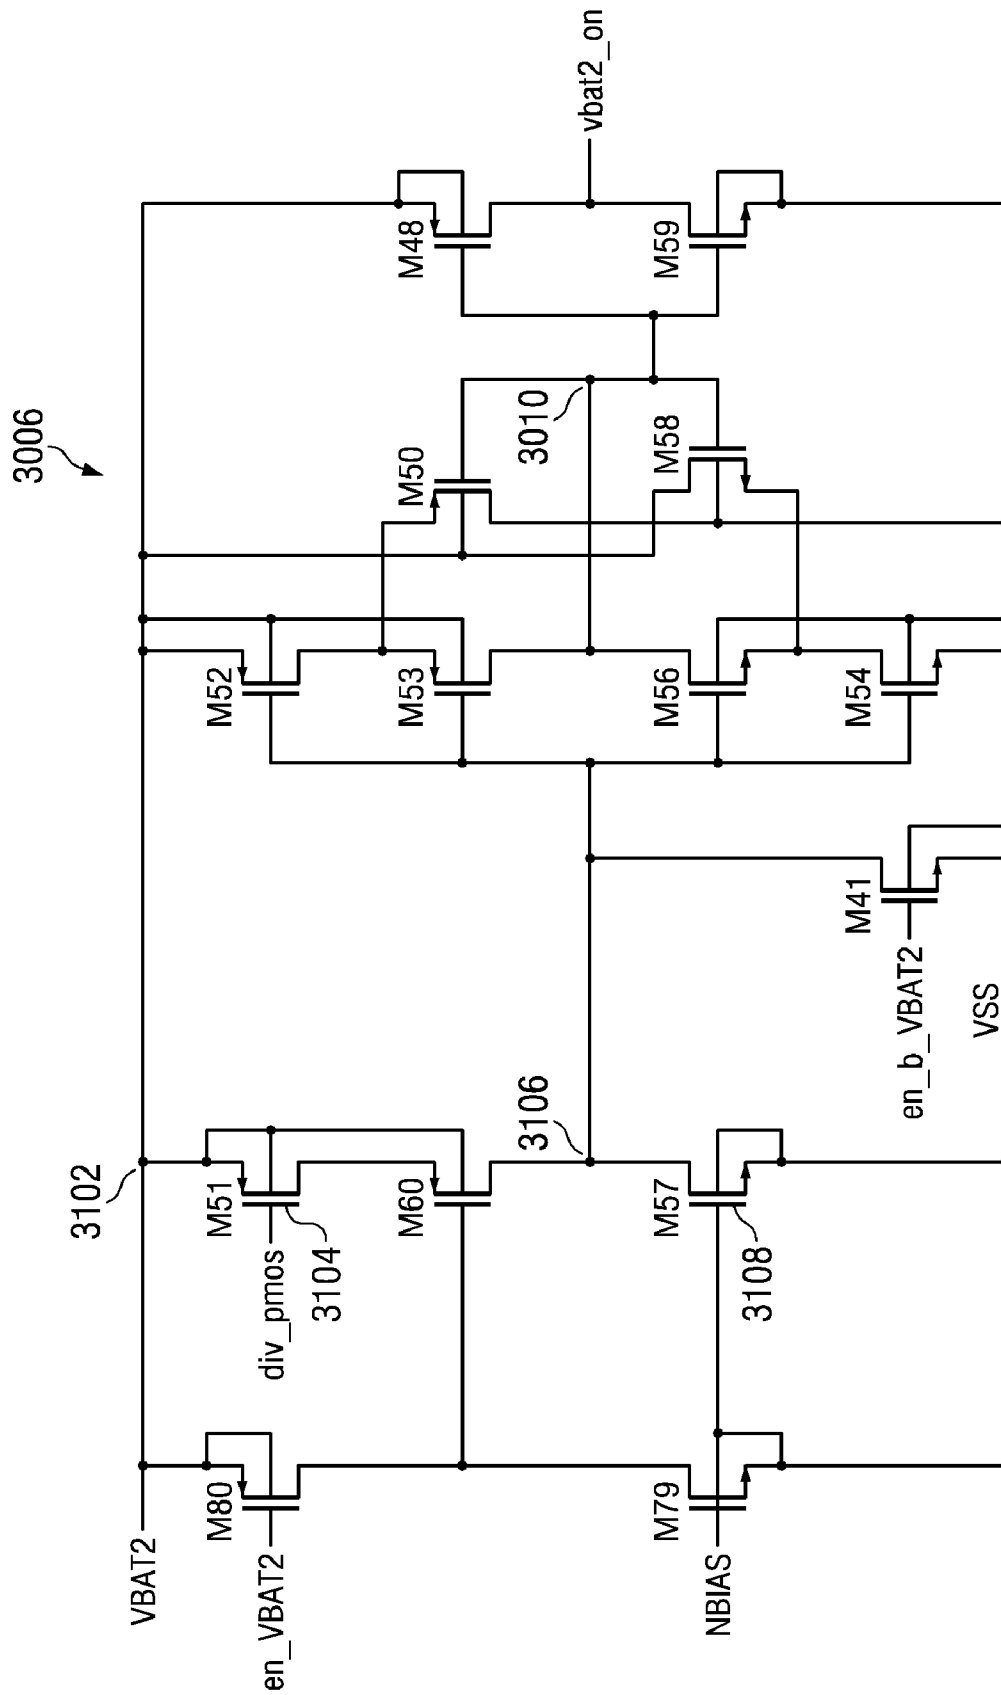 3006
VBAT2
3102
en_VBAT2
M80
div_pmos
M51
3104
M60
M52
M53
M50
M48
vbat2_on
3010
3106
NBIAS
M79
M57
3108
M56
M58
M59
M54
M41
en_b_VBAT2
VSS